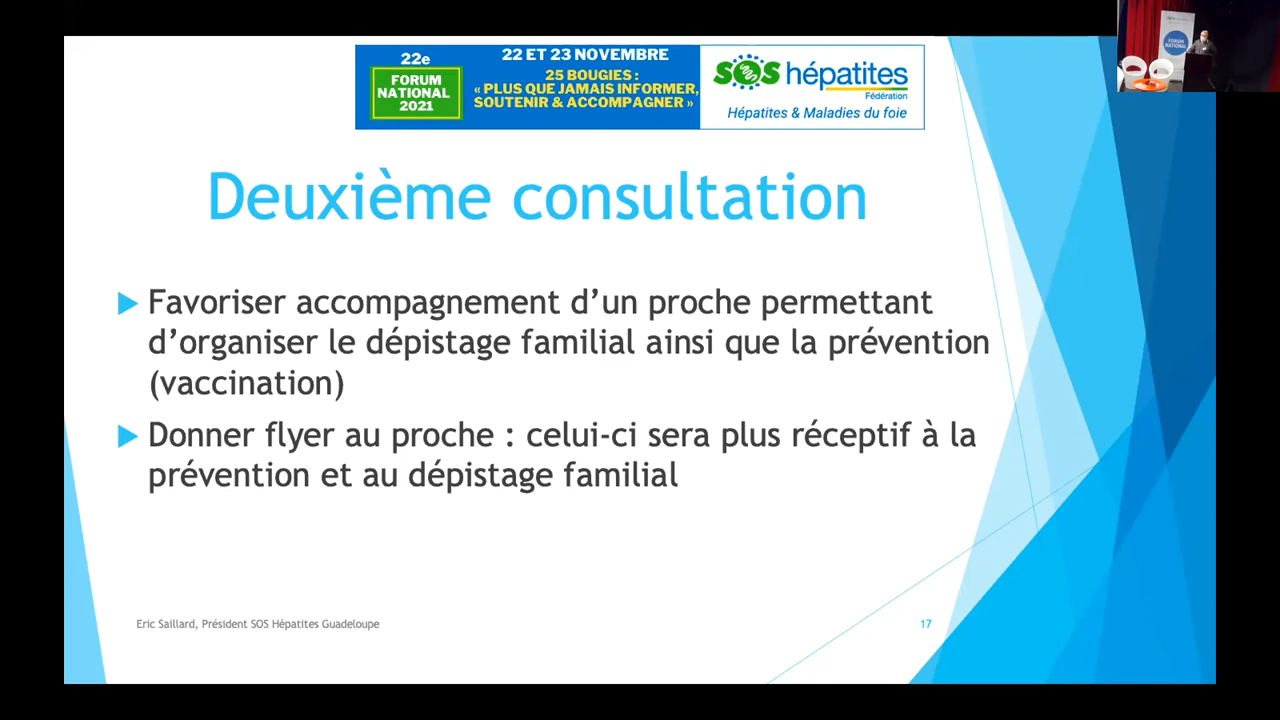 22e
FORUM
NATIONAL
2021
22 ET 23 NOVEMBRE
25 BOUGIES :
« PLUS QUE JAMAIS INFORMER,
SOUTENIR & ACCOMPAGNER »
SOS hépatites
Fédération
Hépatites & Maladies du foie
FORUM
NATIONAL
Deuxième consultation
Favoriser accompagnement d’un proche permettant
d’organiser le dépistage familial ainsi que la prévention
(vaccination)
Donner flyer au proche : celui-ci sera plus réceptif à la
prévention et au dépistage familial
Eric Saillard, Président SOS Hépatites Guadeloupe
17